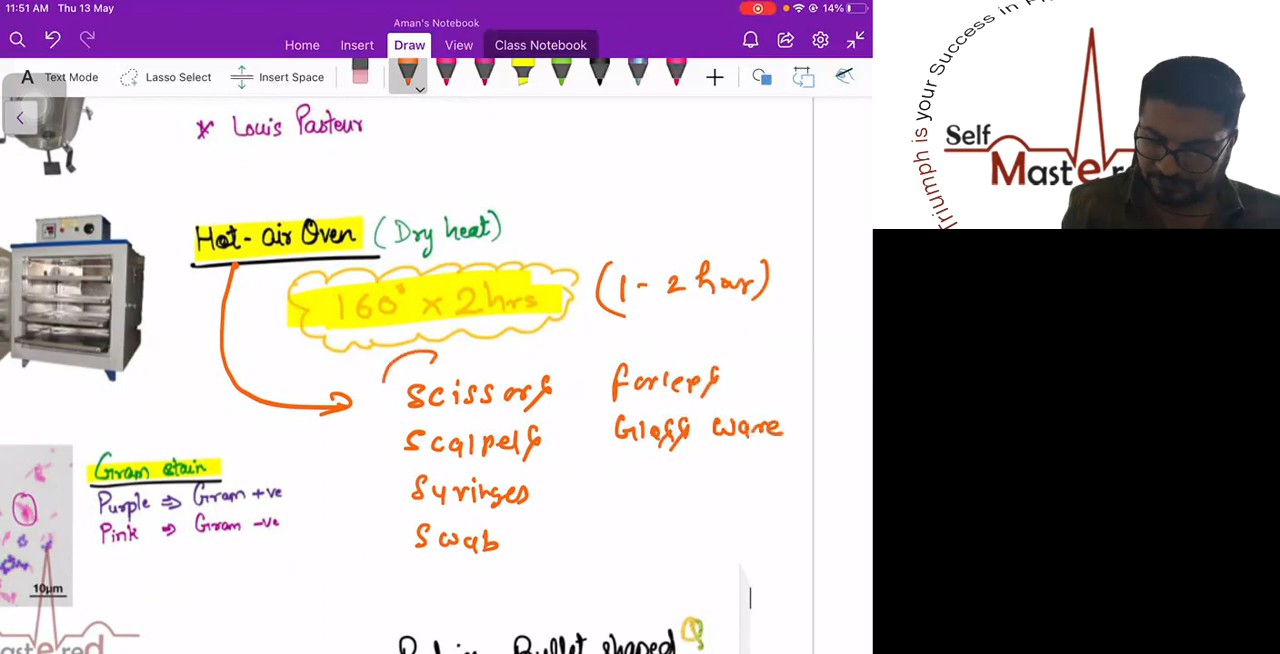 11:51 AM Thu 13 May
14%
Aman's Notebook
Home Insert Draw View Class Notebook
A Text Mode Lasso Select Insert Space
* Louis Pasteur
Hot-air Oven (Dry heat)
160° x 2 hrs (1-2 hour)
Scissors Forceps
Scalpels Glass ware
Syringes
Swab
Gram stain
Purple ⇒ Gram +ve
Pink ⇒ Gram -ve
10µm
Bullet shaped
Triumph is your Success in
Self
Mastered
astered